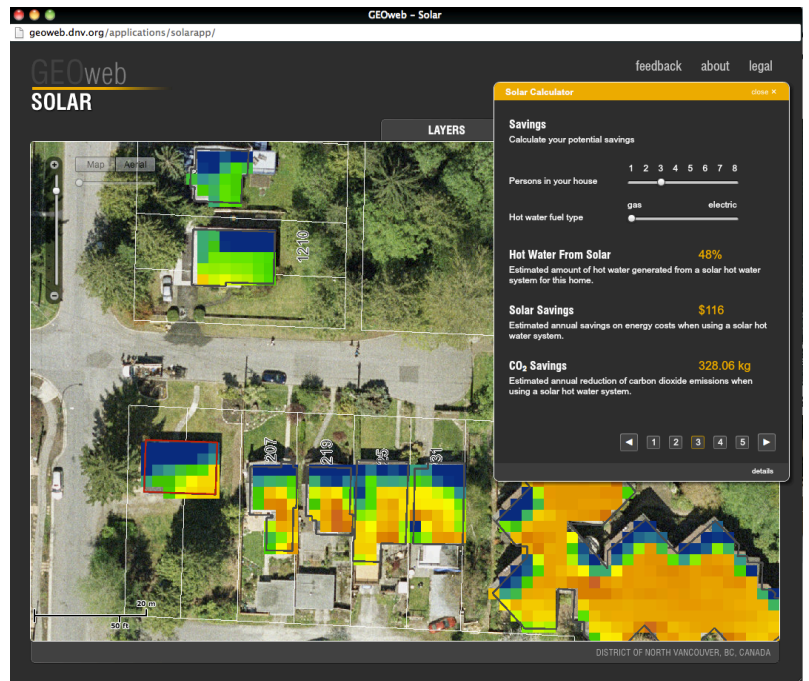 GEOweb – Solar
geoweb.dnv.org/applications/solarapp/
GEOweb
SOLAR
feedback about legal
LAYERS
Map Aerial
1210
207
219
31
20 m
50 ft
Solar Calculator close ×
Savings
Calculate your potential savings
1 2 3 4 5 6 7 8
Persons in your house
gas electric
Hot water fuel type
Hot Water From Solar 48%
Estimated amount of hot water generated from a solar hot water
system for this home.
Solar Savings $116
Estimated annual savings on energy costs when using a solar hot
water system.
CO₂ Savings 328.06 kg
Estimated annual reduction of carbon dioxide emissions when
using a solar hot water system.
◀ 1 2 3 4 5 ▶
details
DISTRICT OF NORTH VANCOUVER, BC, CANADA